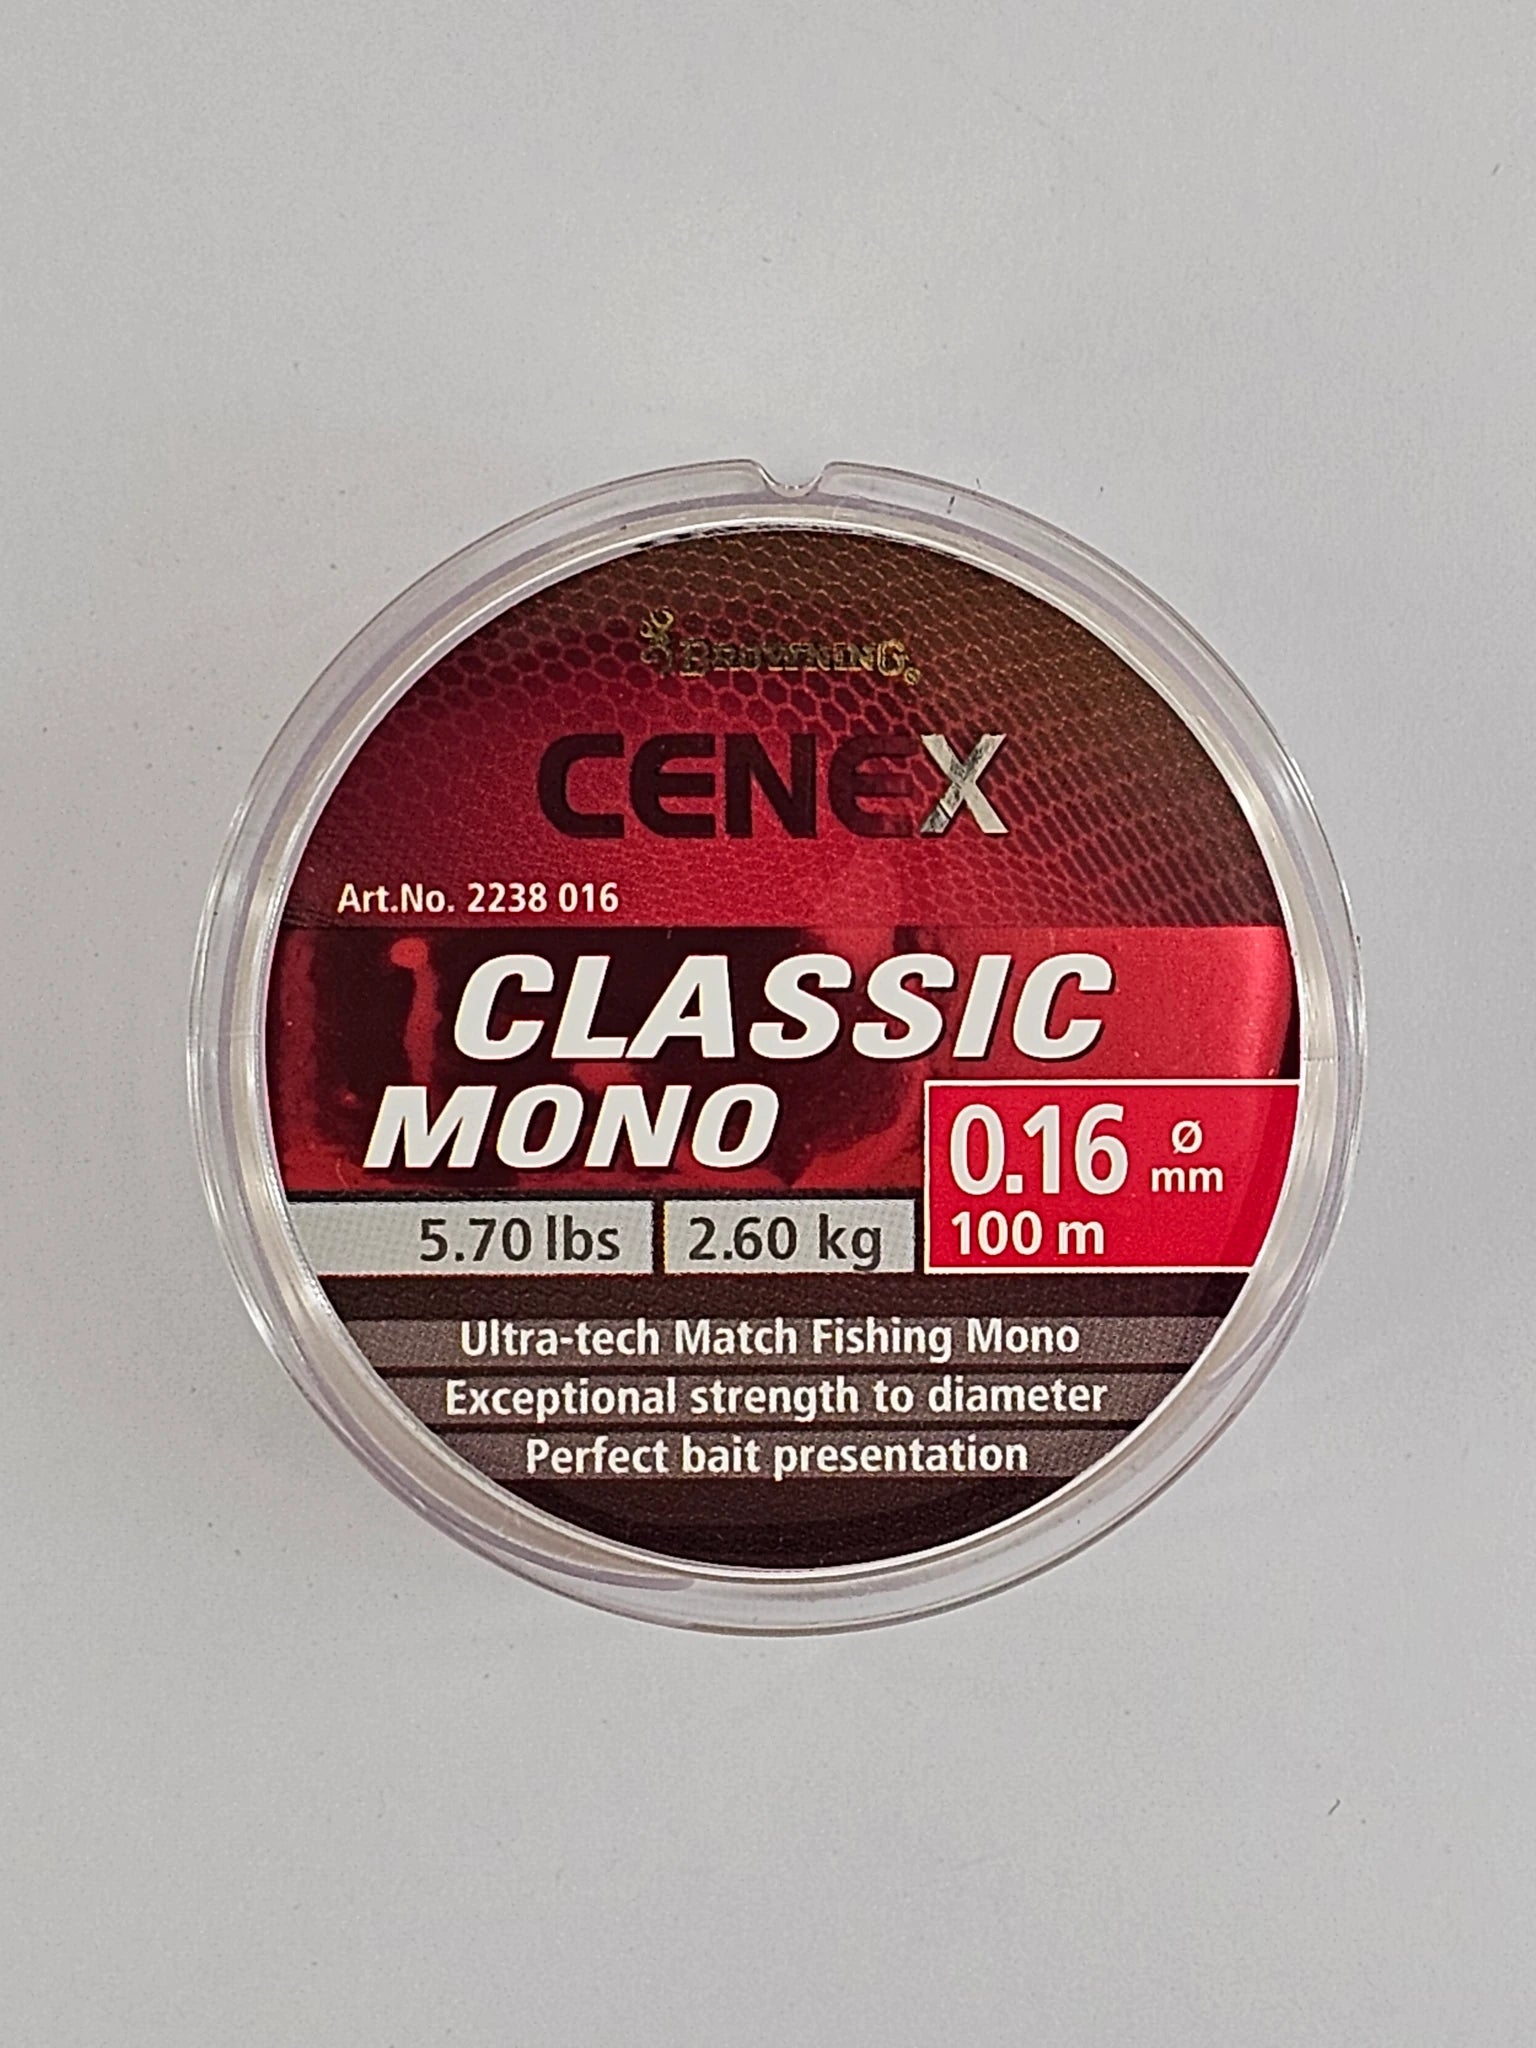 BROWNING
CENEX
Art.No. 2238 016
CLASSIC
MONO
0.16 Ø mm
5.70 lbs 2.60 kg 100 m
Ultra-tech Match Fishing Mono
Exceptional strength to diameter
Perfect bait presentation